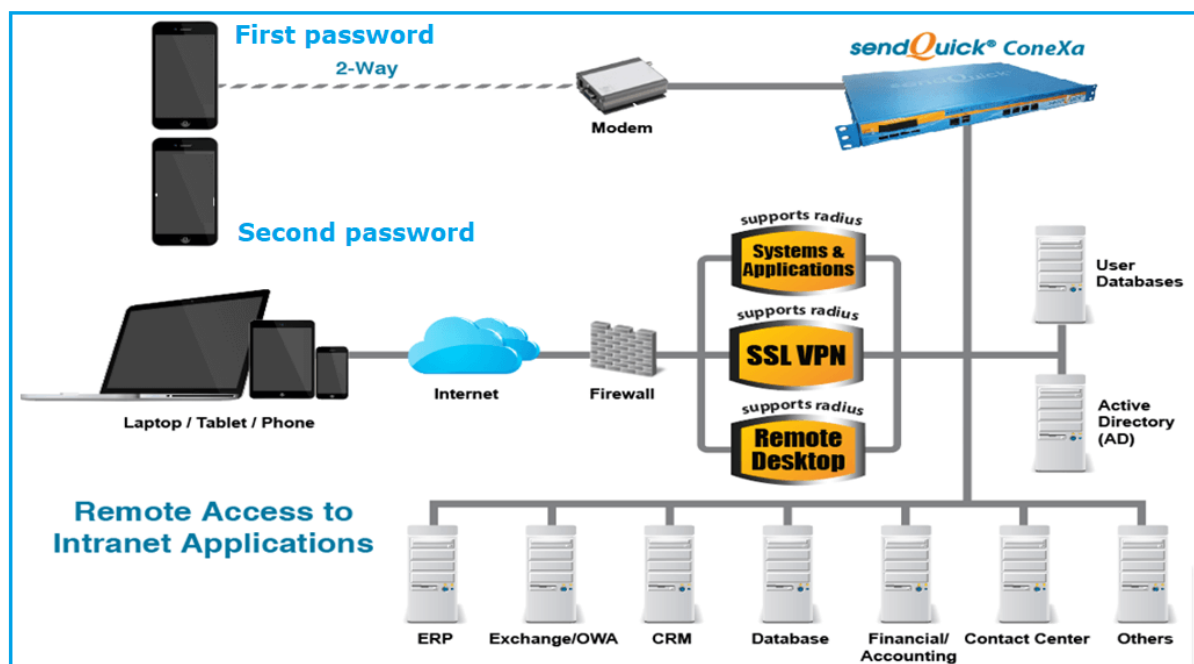 First password
2-Way
sendQuick® ConeXa
Modem
sendQuick
Second password
supports radius
Systems &
Applications
supports radius
SSL VPN
supports radius
Remote
Desktop
User
Databases
Active
Directory
(AD)
Internet
Firewall
Laptop / Tablet / Phone
Remote Access to
Intranet Applications
ERP
Exchange/OWA
CRM
Database
Financial/
Accounting
Contact Center
Others